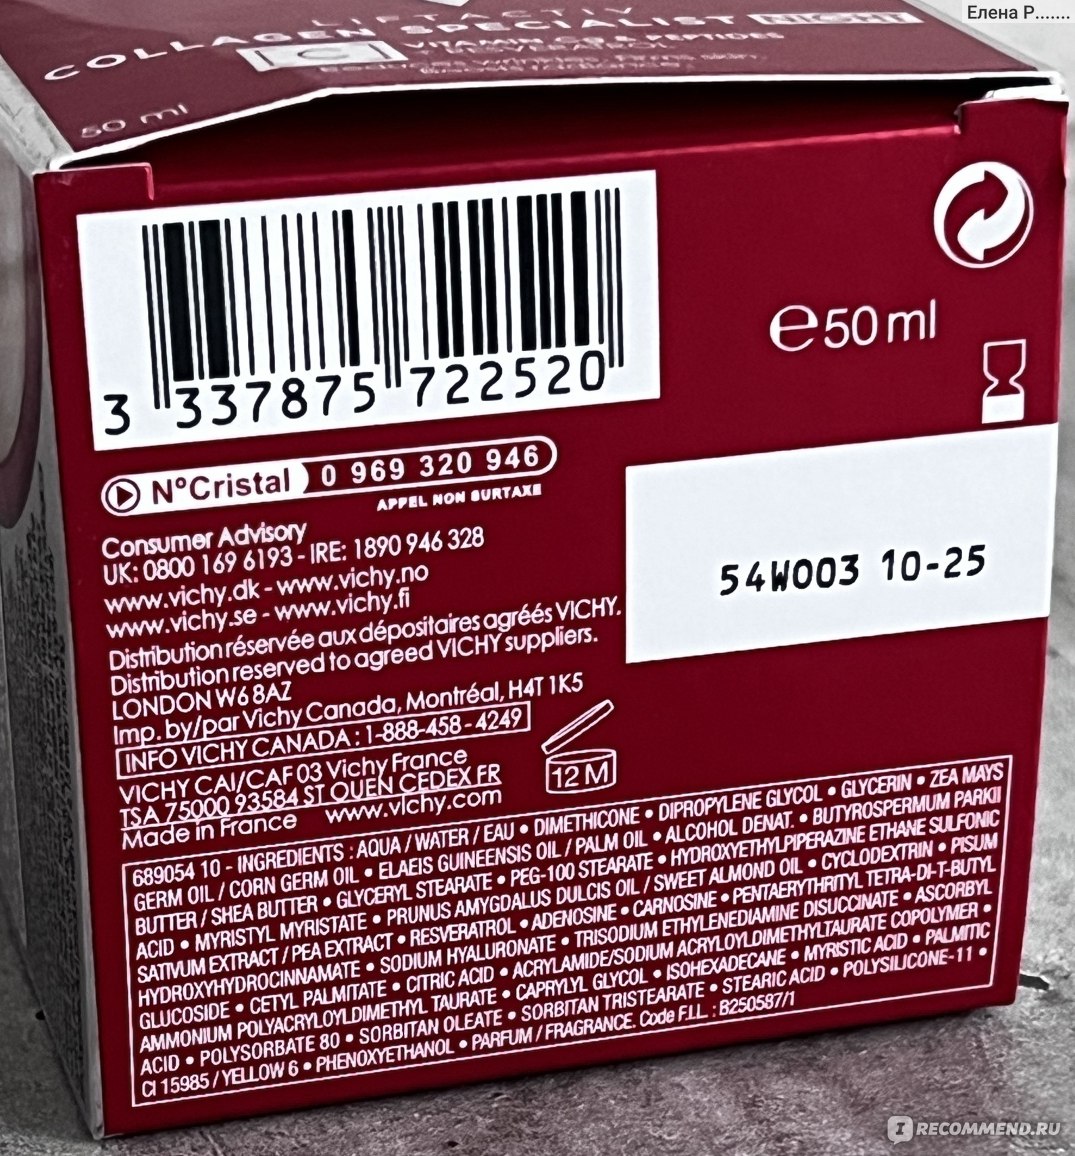 Елена Р.......
LIFTACTIV
COLLAGEN SPECIALIST NIGHT
C
VITAMIN C & PEPTIDES
+ RESVERATROL
50 ml
3 337875 722520
℮50 ml
N°Cristal 0 969 320 946
APPEL NON SURTAXE
54W003 10-25
Consumer Advisory
UK: 0800 169 6193 - IRE: 1890 946 328
www.vichy.dk - www.vichy.no
www.vichy.se - www.vichy.fi
Distribution réservée aux dépositaires agréés VICHY.
Distribution reserved to agreed VICHY suppliers.
LONDON W6 8AZ
Imp. by/par Vichy Canada, Montréal, H4T 1K5
INFO VICHY CANADA : 1-888-458-4249
VICHY CAI/CAF 03 Vichy France
TSA 75000 93584 ST OUEN CEDEX FR
Made in France www.vichy.com
12 M
689054 10 - INGREDIENTS : AQUA / WATER / EAU • DIMETHICONE • DIPROPYLENE GLYCOL • GLYCERIN • ZEA MAYS
GERM OIL / CORN GERM OIL • ELAEIS GUINEENSIS OIL / PALM OIL • ALCOHOL DENAT. • BUTYROSPERMUM PARKII
BUTTER / SHEA BUTTER • GLYCERYL STEARATE • PEG-100 STEARATE • HYDROXYETHYLPIPERAZINE ETHANE SULFONIC
ACID • MYRISTYL MYRISTATE • PRUNUS AMYGDALUS DULCIS OIL / SWEET ALMOND OIL • CYCLODEXTRIN • PISUM
SATIVUM EXTRACT / PEA EXTRACT • RESVERATROL • ADENOSINE • CARNOSINE • PENTAERYTHRITYL TETRA-DI-T-BUTYL
HYDROXYHYDROCINNAMATE • SODIUM HYALURONATE • TRISODIUM ETHYLENEDIAMINE DISUCCINATE • ASCORBYL
GLUCOSIDE • CETYL PALMITATE • CITRIC ACID • ACRYLAMIDE/SODIUM ACRYLOYLDIMETHYLTAURATE COPOLYMER •
AMMONIUM POLYACRYLOYLDIMETHYL TAURATE • CAPRYLYL GLYCOL • ISOHEXADECANE • MYRISTIC ACID • PALMITIC
ACID • POLYSORBATE 80 • SORBITAN OLEATE • SORBITAN TRISTEARATE • STEARIC ACID • POLYSILICONE-11 •
CI 15985 / YELLOW 6 • PHENOXYETHANOL • PARFUM / FRAGRANCE. Code F.I.L. : B250587/1
IRECOMMEND.RU